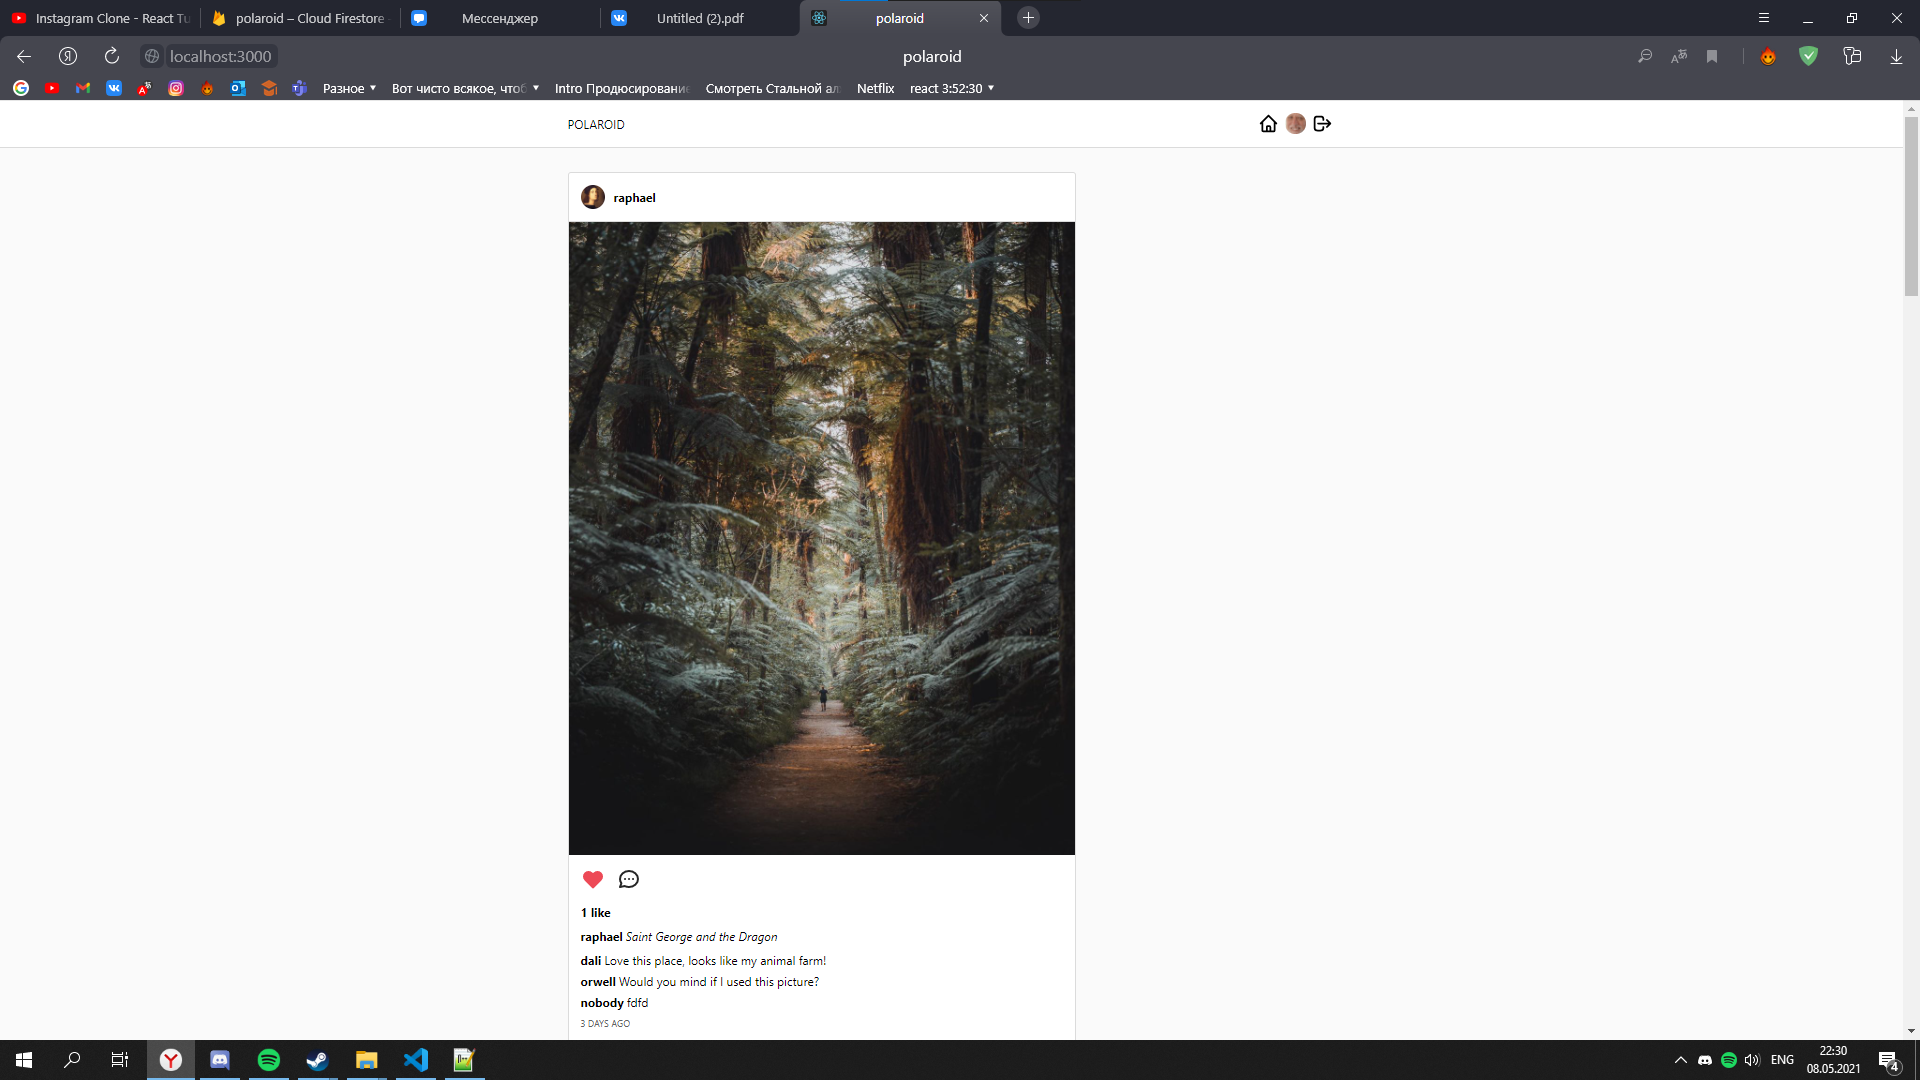 Instagram Clone - React Tu
polaroid – Cloud Firestore
Мессенджер
Untitled (2).pdf
polaroid
localhost:3000
polaroid
Разное
Вот чисто всякое, чтоб
Intro Продюсирование
Смотреть Стальной ал
Netflix
react 3:52:30
POLAROID
raphael
1 like
raphael Saint George and the Dragon
dali Love this place, looks like my animal farm!
orwell Would you mind if I used this picture?
nobody fdfd
3 DAYS AGO
ENG
22:30
08.05.2021
4